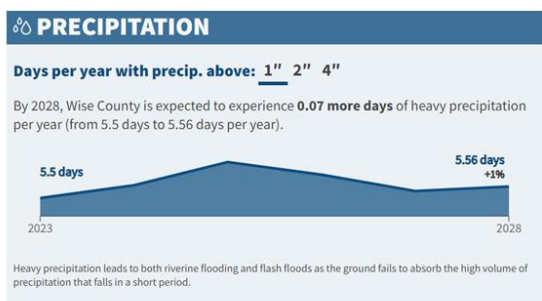 PRECIPITATION
Days per year with precip. above: 1" 2" 4"
By 2028, Wise County is expected to experience 0.07 more days of heavy precipitation
per year (from 5.5 days to 5.56 days per year).
5.5 days
5.56 days
+1%
2023
2028
Heavy precipitation leads to both riverine flooding and flash floods as the ground fails to absorb the high volume of
precipitation that falls in a short period.